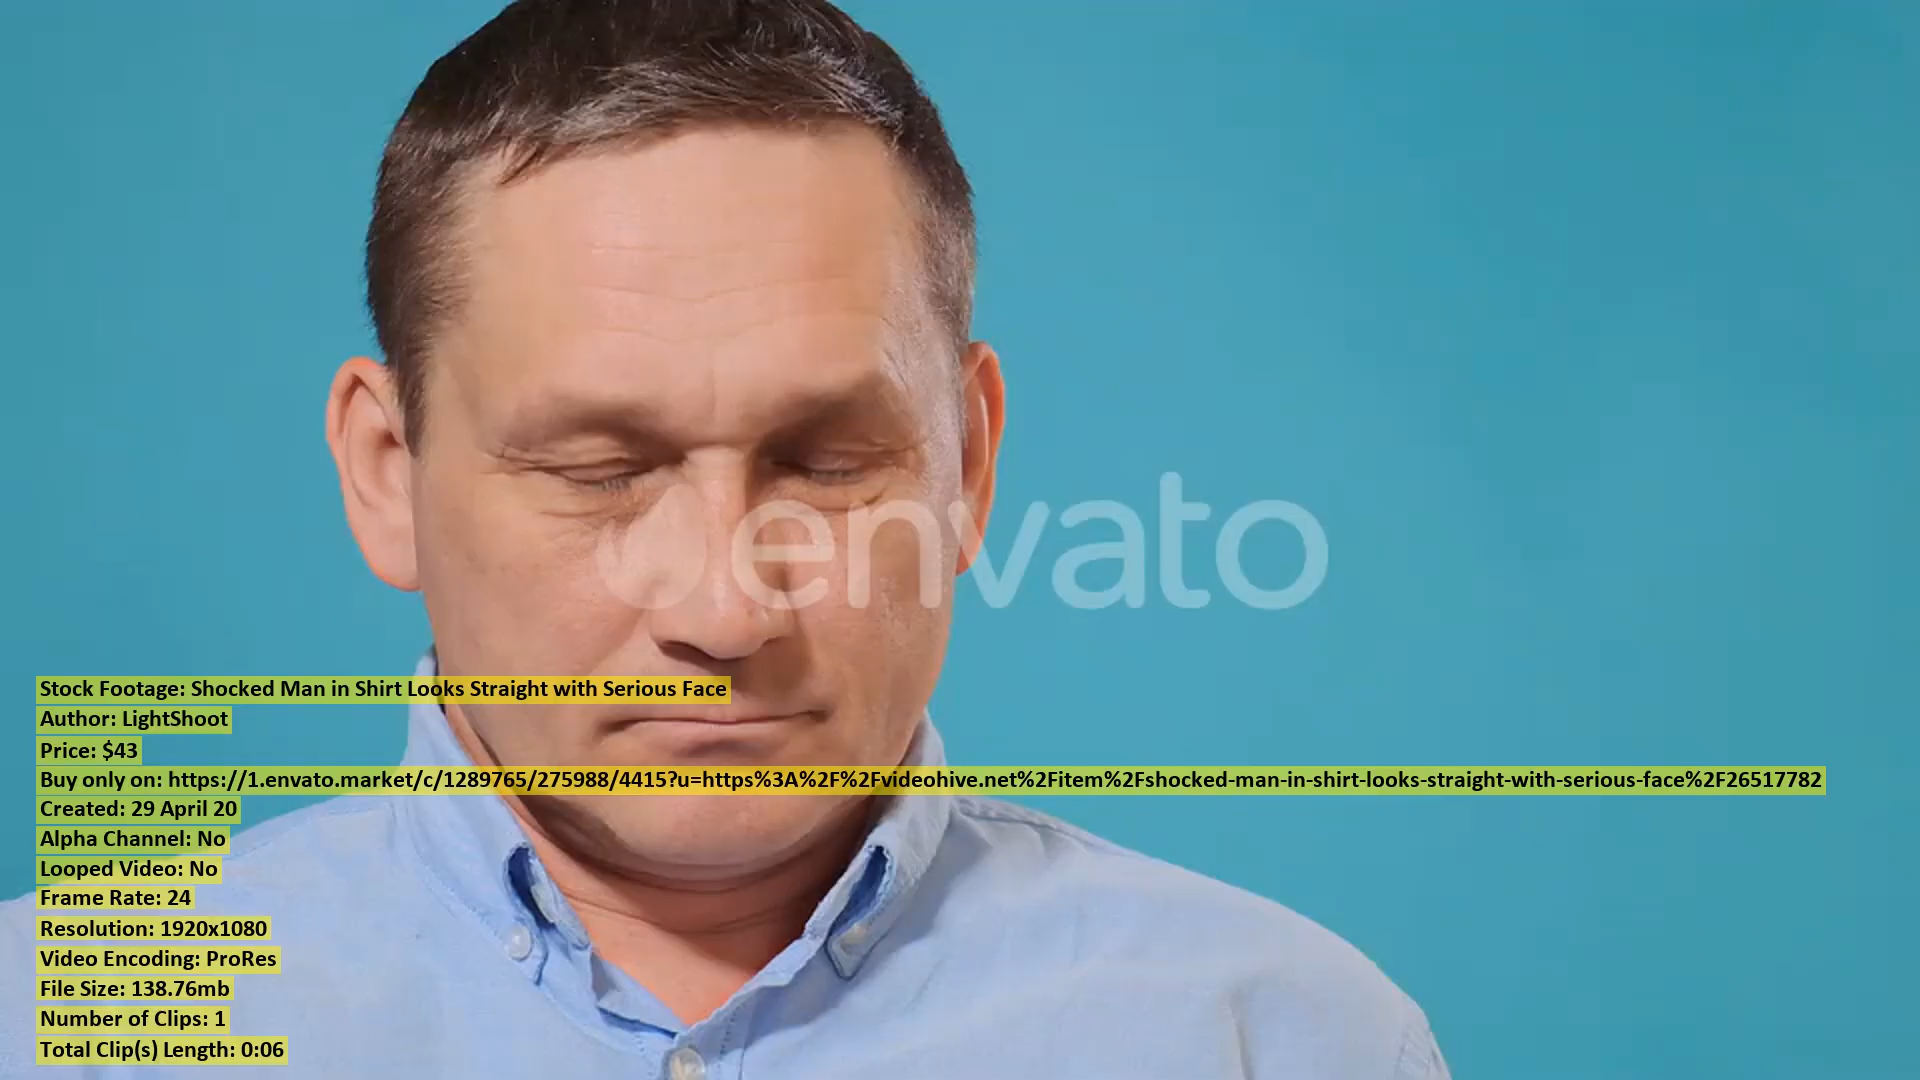 envato
Stock Footage: Shocked Man in Shirt Looks Straight with Serious Face
Author: LightShoot
Price: $43
Buy only on: https://1.envato.market/c/1289765/275988/4415?u=https%3A%2F%2Fvideohive.net%2Fitem%2Fshocked-man-in-shirt-looks-straight-with-serious-face%2F26517782
Created: 29 April 20
Alpha Channel: No
Looped Video: No
Frame Rate: 24
Resolution: 1920x1080
Video Encoding: ProRes
File Size: 138.76mb
Number of Clips: 1
Total Clip(s) Length: 0:06